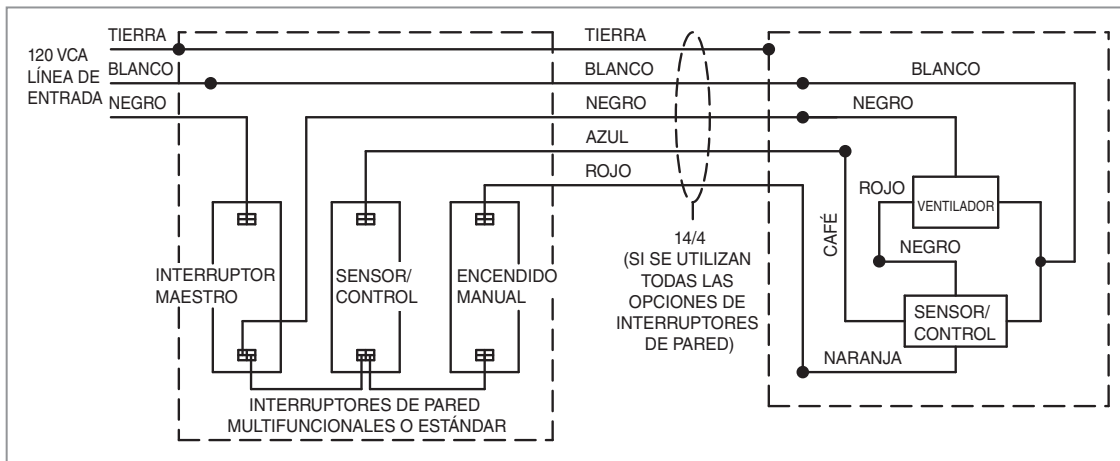 120 VCA
LÍNEA DE
ENTRADA
TIERRA
BLANCO
NEGRO
TIERRA
BLANCO
NEGRO
AZUL
ROJO
INTERRUPTOR
MAESTRO
SENSOR/
CONTROL
ENCENDIDO
MANUAL
INTERRUPTORES DE PARED
MULTIFUNCIONALES O ESTÁNDAR
14/4
(SI SE UTILIZAN
TODAS LAS
OPCIONES DE
INTERRUPTORES
DE PARED)
BLANCO
NEGRO
ROJO
VENTILADOR
CAFÉ
NEGRO
SENSOR/
CONTROL
NARANJA